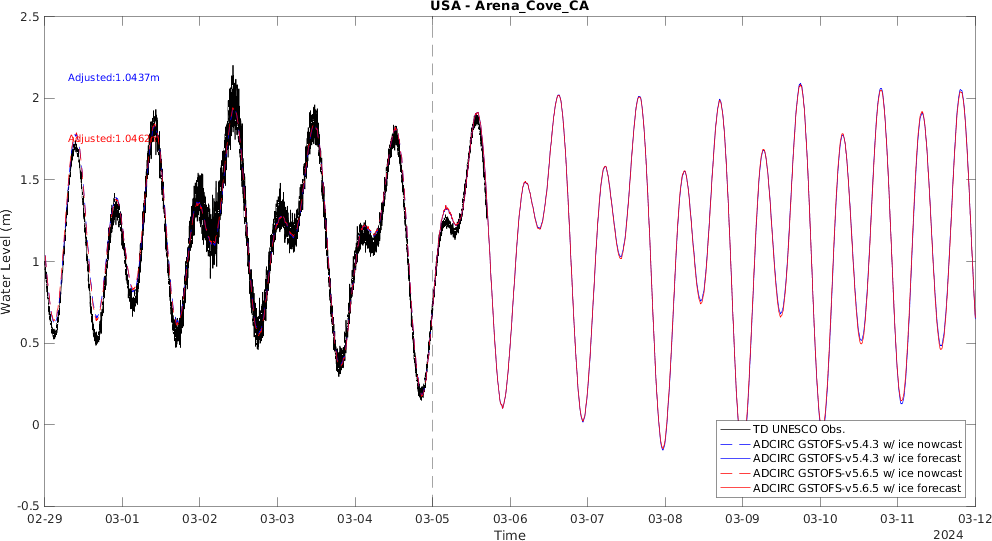 USA - Arena_Cove_CA
2.5
2
1.5
1
0.5
0
-0.5
Water Level (m)
Adjusted:1.0437m
Adjusted:1.0462m
TD UNESCO Obs.
ADCIRC GSTOFS-v5.4.3 w/ ice nowcast
ADCIRC GSTOFS-v5.4.3 w/ ice forecast
ADCIRC GSTOFS-v5.6.5 w/ ice nowcast
ADCIRC GSTOFS-v5.6.5 w/ ice forecast
02-29 03-01 03-02 03-03 03-04 03-05 03-06 03-07 03-08 03-09 03-10 03-11 03-12
Time
2024